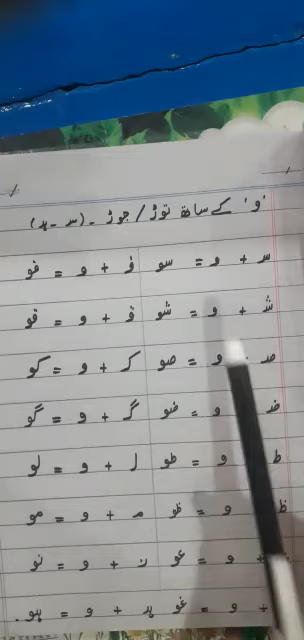 'و' کے ساتھ توڑ / جوڑ ۔ (س ۔ ہ)
س + و = سو ف + و = فو
ش + و = شو ق + و = قو
ص و = صو ک + و = کو
ض و = ضو گ + و = گو
ط و = طو ل + و = لو
ظ و = ظو م + و = مو
+ و = عو ن + و = نو
+ و = غو ہ + و = ہو